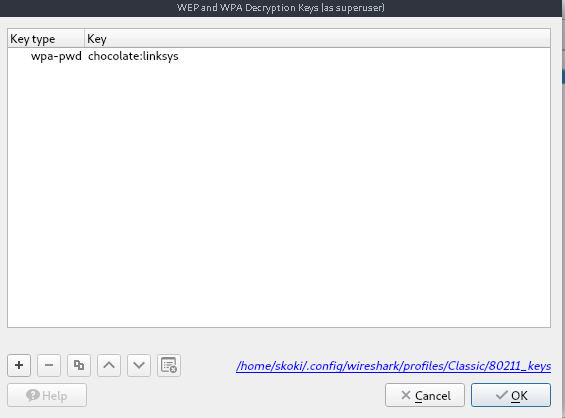 WEP and WPA Decryption Keys (as superuser)
Key type Key
wpa-pwd chocolate:linksys
/home/skoki/.config/wireshark/profiles/Classic/80211_keys
Help Cancel OK